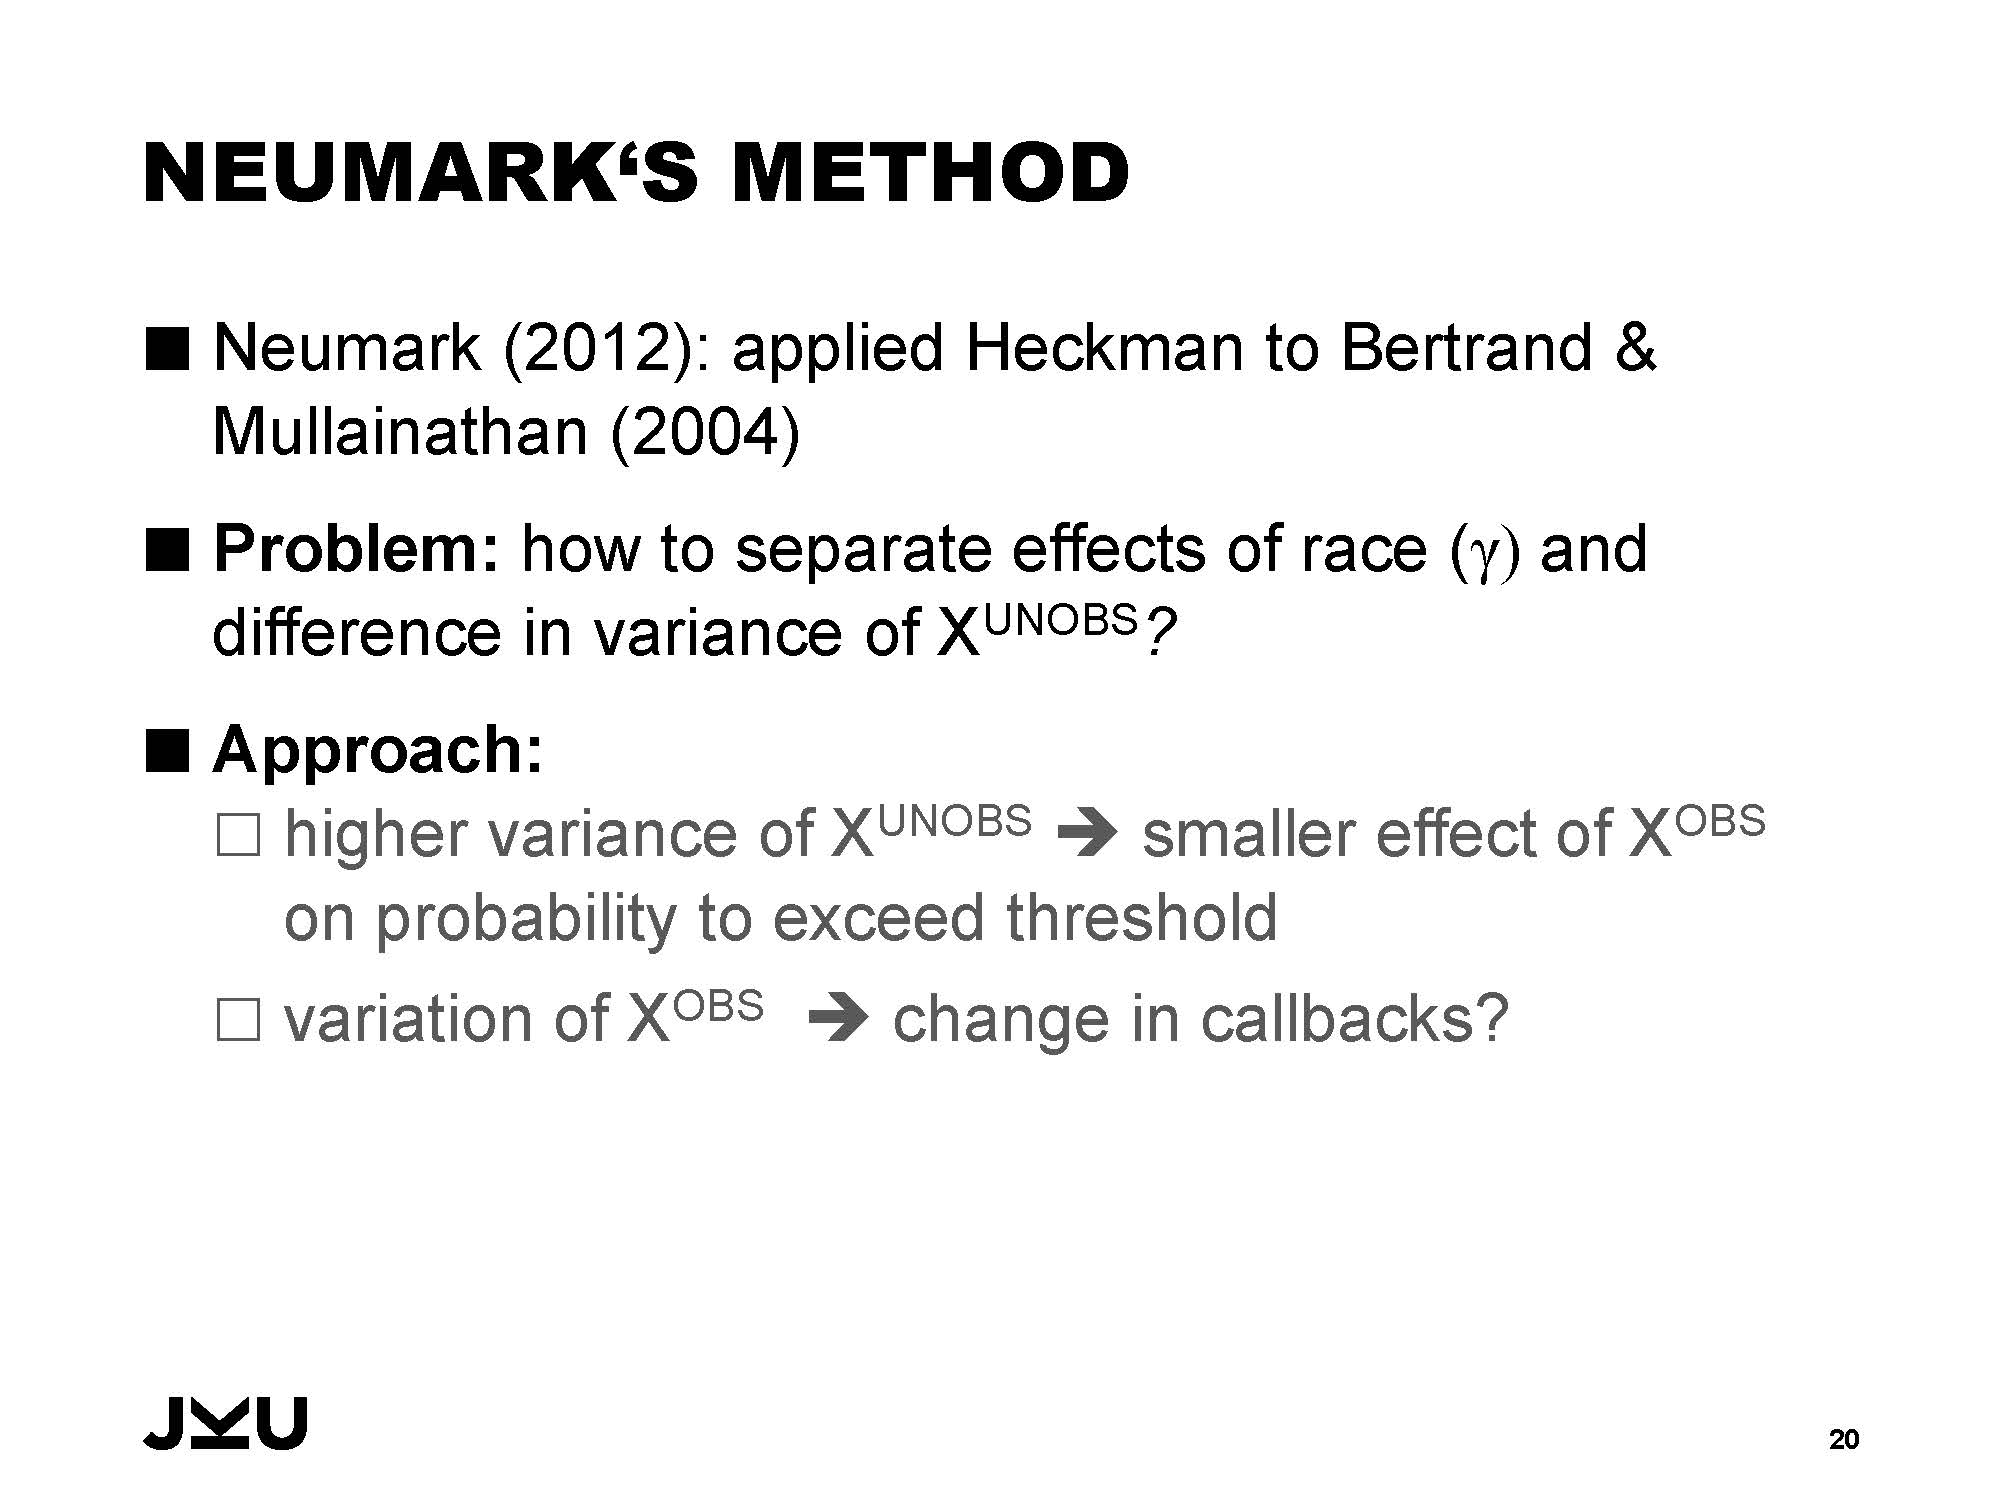 NEUMARK‘S METHOD
■ Neumark (2012): applied Heckman to Bertrand &
Mullainathan (2004)
■ Problem: how to separate effects of race (γ) and
difference in variance of X^UNOBS?
■ Approach:
□ higher variance of X^UNOBS ➔ smaller effect of X^OBS
on probability to exceed threshold
□ variation of X^OBS ➔ change in callbacks?
JKU
20